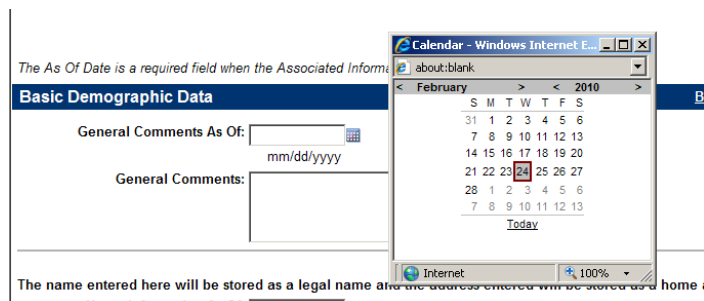 Calendar - Windows Internet E...
The As Of Date is a required field when the Associated Informa
about:blank
Basic Demographic Data
B
< February > < 2010 >
S M T W T F S
31 1 2 3 4 5 6
7 8 9 10 11 12 13
14 15 16 17 18 19 20
21 22 23 24 25 26 27
28 1 2 3 4 5 6
7 8 9 10 11 12 13
Today
General Comments As Of:
mm/dd/yyyy
General Comments:
Internet
100%
The name entered here will be stored as a legal name and the address entered will be stored as a home a